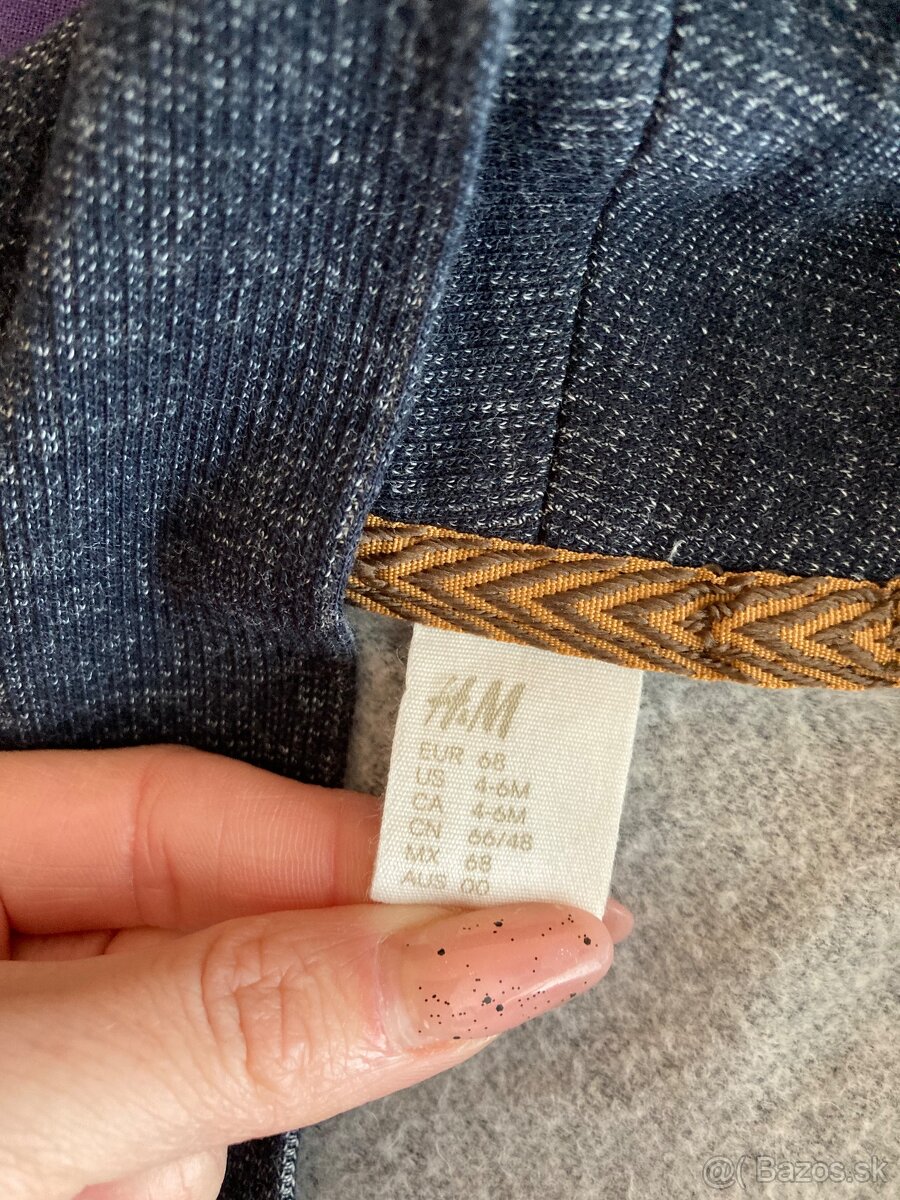 H&M
EUR 68
US 4-6M
CA 4-6M
CN 66/48
MX 68
AUS 00
@( Bazos.sk